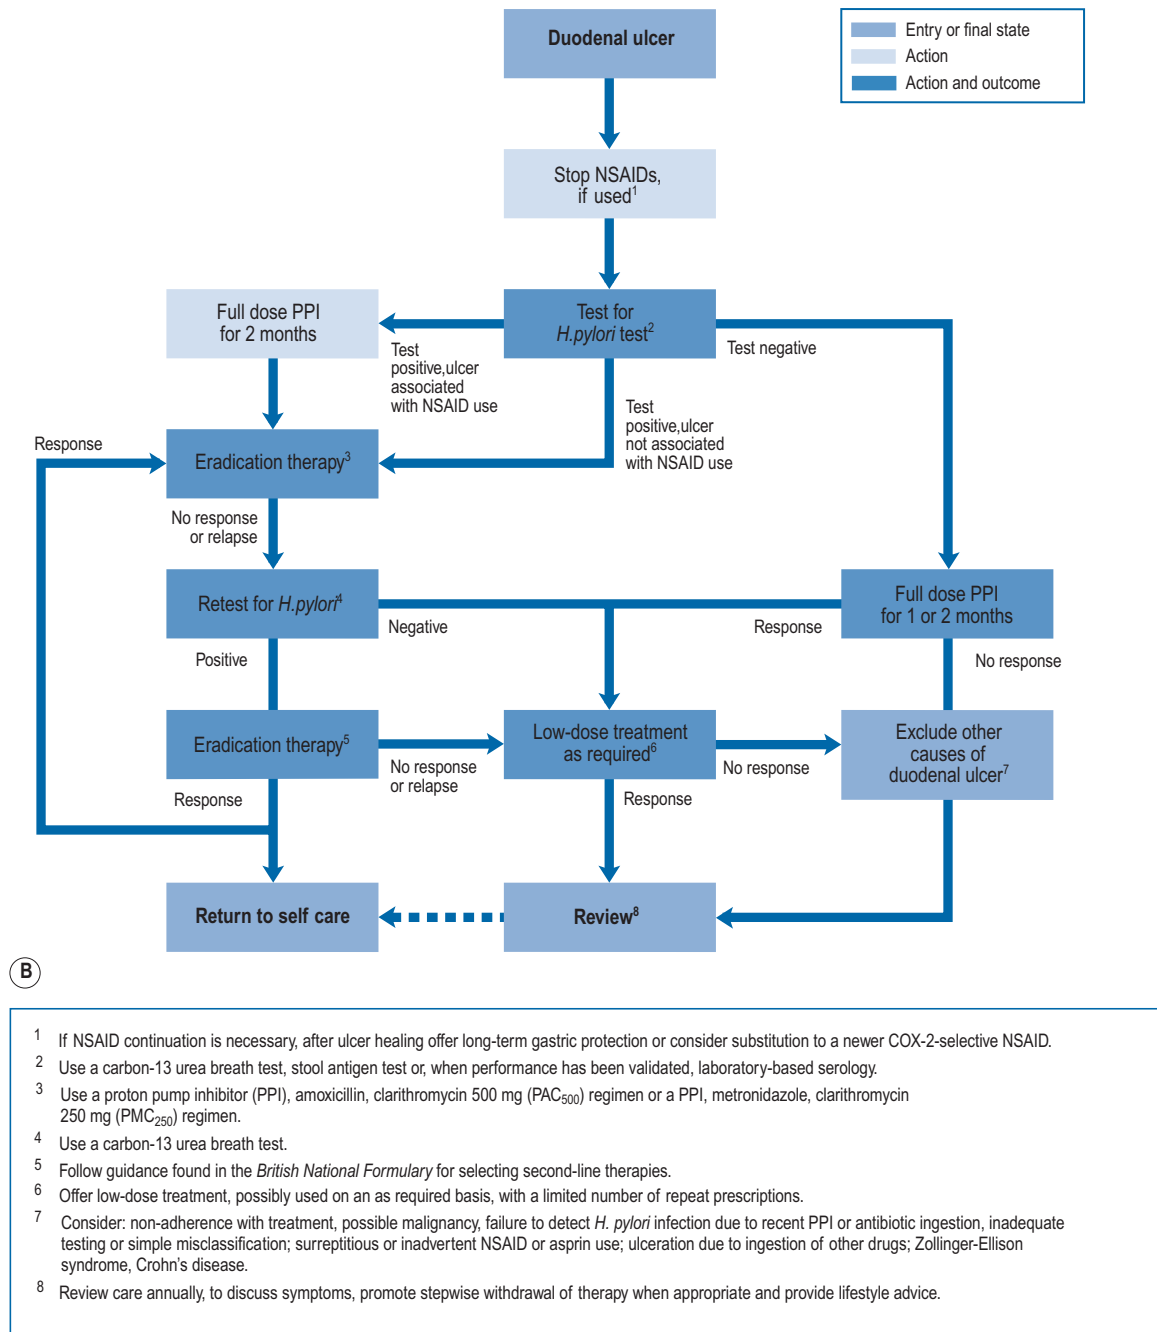 Duodenal ulcer
Entry or final state
Action
Action and outcome
Stop NSAIDs,
if used1
Full dose PPI
for 2 months
Test for
H.pylori test2
Test
positive,ulcer
associated
with NSAID use
Test negative
Test
positive,ulcer
not associated
with NSAID use
Response
Eradication therapy3
No response
or relapse
Retest for H.pylori4
Negative
Response
Full dose PPI
for 1 or 2 months
Positive
No response
Eradication therapy5
No response
or relapse
Low-dose treatment
as required6
No response
Exclude other
causes of
duodenal ulcer7
Response
Response
Return to self care
Review8
B
1 If NSAID continuation is necessary, after ulcer healing offer long-term gastric protection or consider substitution to a newer COX-2-selective NSAID.
2 Use a carbon-13 urea breath test, stool antigen test or, when performance has been validated, laboratory-based serology.
3 Use a proton pump inhibitor (PPI), amoxicillin, clarithromycin 500 mg (PAC500) regimen or a PPI, metronidazole, clarithromycin
250 mg (PMC250) regimen.
4 Use a carbon-13 urea breath test.
5 Follow guidance found in the British National Formulary for selecting second-line therapies.
6 Offer low-dose treatment, possibly used on an as required basis, with a limited number of repeat prescriptions.
7 Consider: non-adherence with treatment, possible malignancy, failure to detect H. pylori infection due to recent PPI or antibiotic ingestion, inadequate
testing or simple misclassification; surreptitious or inadvertent NSAID or asprin use; ulceration due to ingestion of other drugs; Zollinger-Ellison
syndrome, Crohn's disease.
8 Review care annually, to discuss symptoms, promote stepwise withdrawal of therapy when appropriate and provide lifestyle advice.